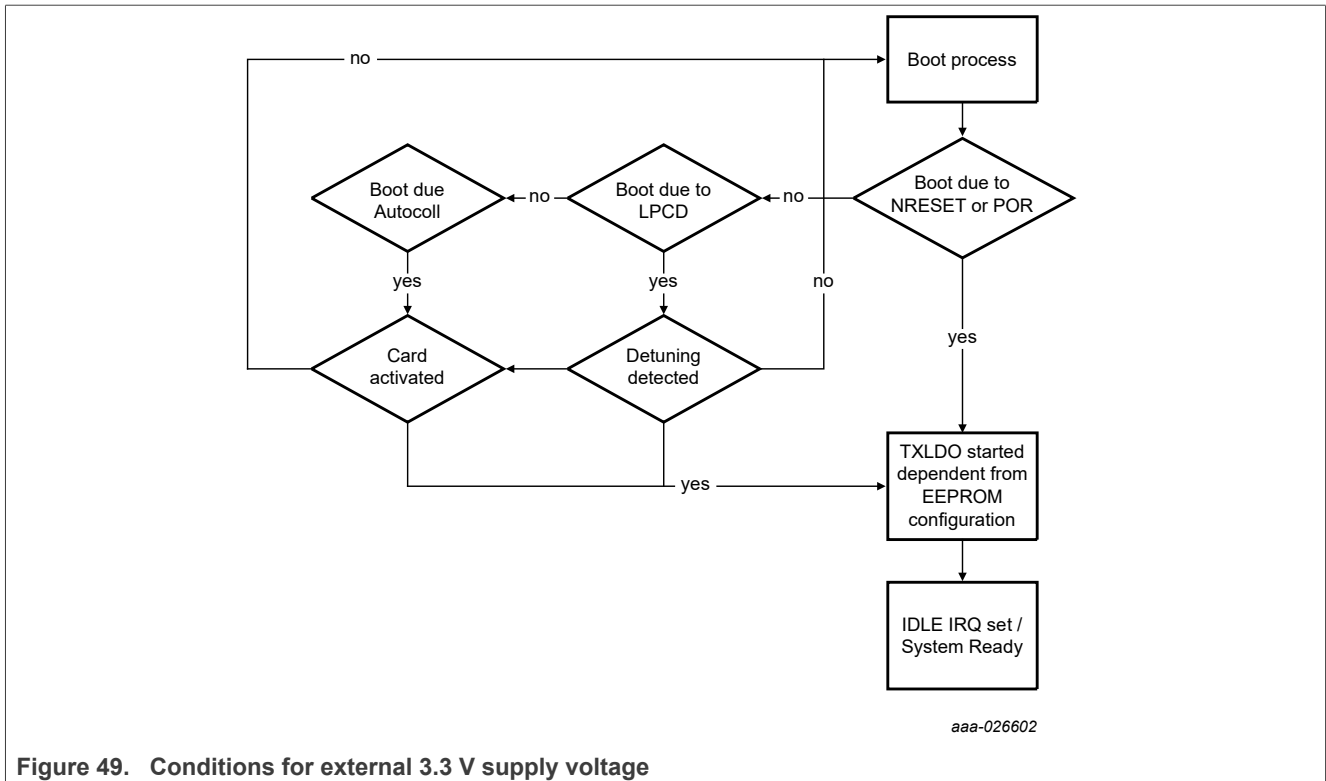 no
Boot process
Boot due
Autocoll
no
Boot due to
LPCD
no
Boot due to
NRESET or POR
yes
yes
no
yes
Card
activated
Detuning
detected
yes
TXLDO started
dependent from
EEPROM
configuration
IDLE IRQ set /
System Ready
aaa-026602
Figure 49. Conditions for external 3.3 V supply voltage